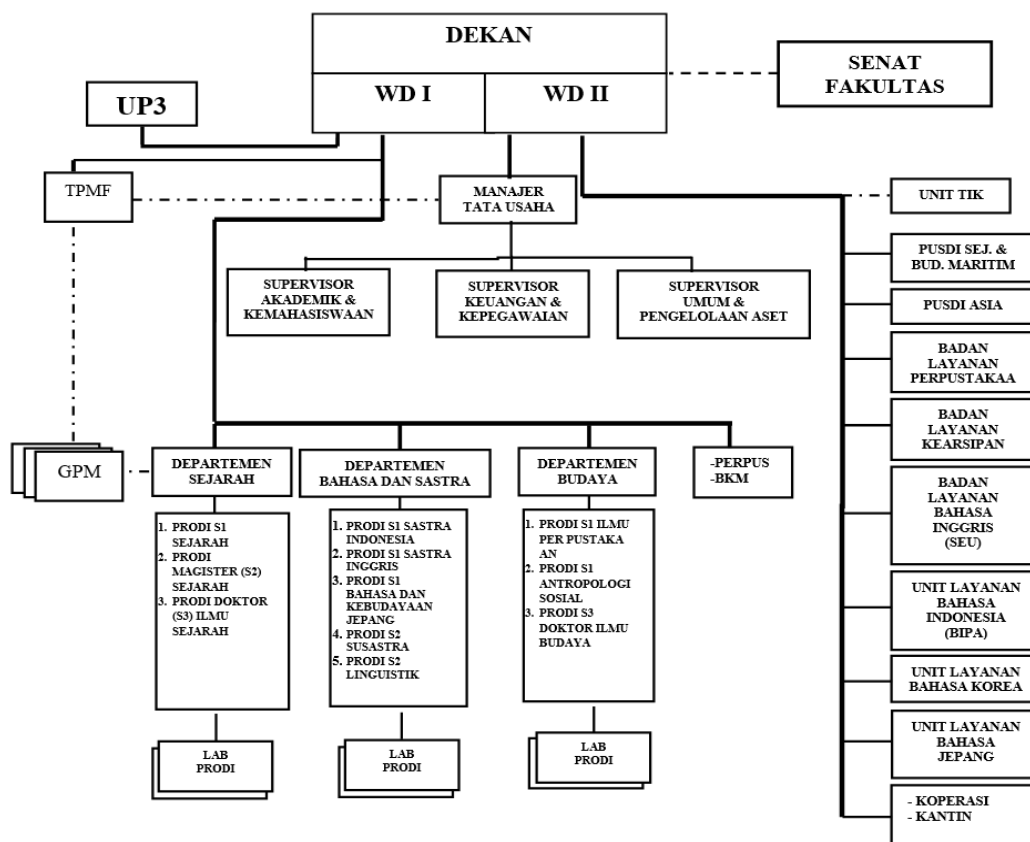 DEKAN
WD I
WD II
SENAT
FAKULTAS
UP3
TPMF
MANAJER
TATA USAHA
UNIT TIK
SUPERVISOR
AKADEMIK &
KEMAHASISWAAN
SUPERVISOR
KEUANGAN &
KEPEGAWAIAN
SUPERVISOR
UMUM &
PENGELOLAAN ASET
PUSDI SEJ. &
BUD. MARITIM
PUSDI ASIA
BADAN
LAYANAN
PERPUSTAKAA
BADAN
LAYANAN
KEARSIPAN
BADAN
LAYANAN
BAHASA
INGGRIS
(SEU)
UNIT LAYANAN
BAHASA
INDONESIA
(BIPA)
UNIT LAYANAN
BAHASA KOREA
UNIT LAYANAN
BAHASA
JEPANG
- KOPERASI
- KANTIN
GPM
DEPARTEMEN
SEJARAH
DEPARTEMEN
BAHASA DAN SASTRA
DEPARTEMEN
BUDAYA
-PERPUS
-BKM
1. PRODI S1
SEJARAH
2. PRODI
MAGISTER (S2)
SEJARAH
3. PRODI DOKTOR
(S3) ILMU
SEJARAH
1. PRODI S1 SASTRA
INDONESIA
2. PRODI S1 SASTRA
INGGRIS
3. PRODI S1
BAHASA DAN
KEBUDAYAAN
JEPANG
4. PRODI S2
SUSASTRA
5. PRODI S2
LINGUISTIK
1. PRODI S1 ILMU
PER PUSTAKA
AN
2. PRODI S1
ANTROPOLOGI
SOSIAL
3. PRODI S3
DOKTOR ILMU
BUDAYA
LAB
PRODI
LAB
PRODI
LAB
PRODI